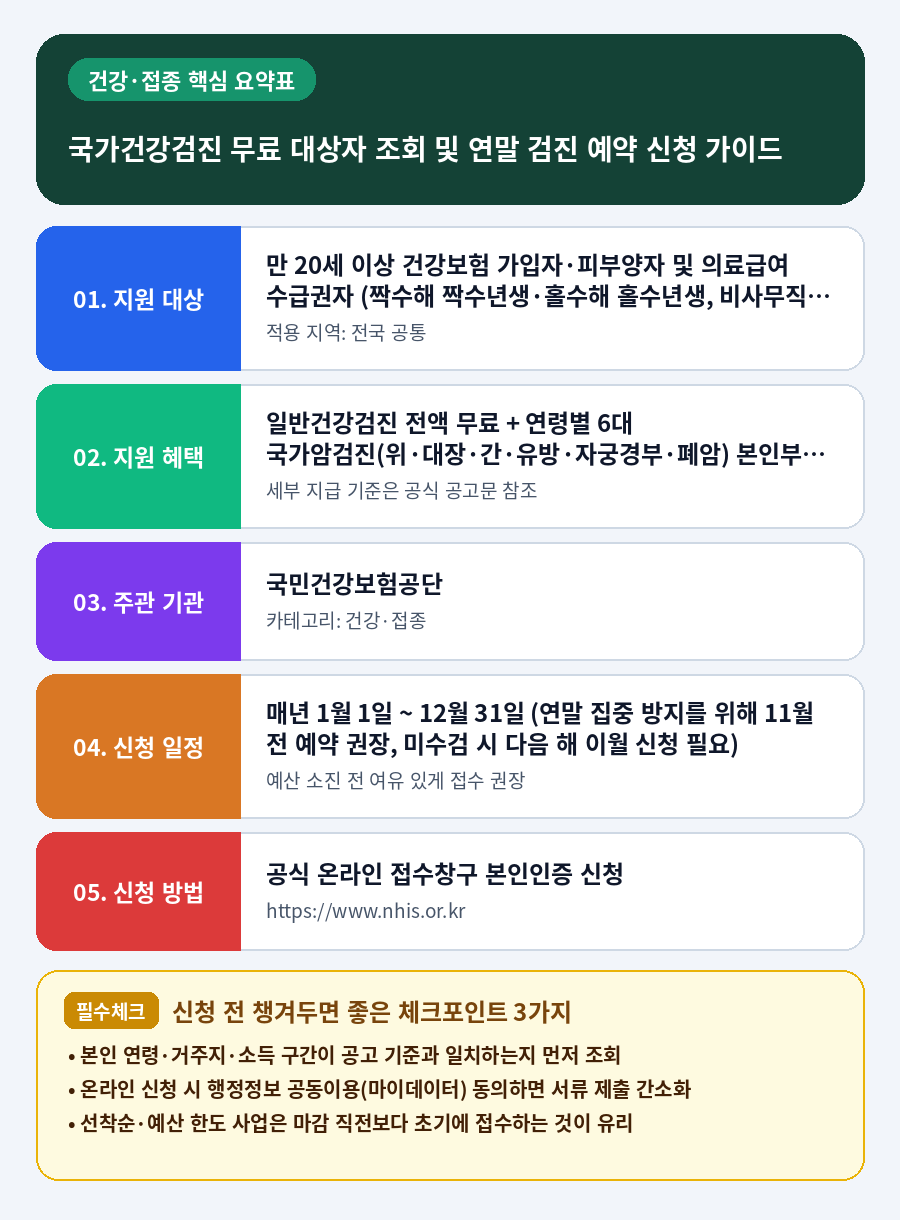 건강·접종 핵심 요약표
국가건강검진 무료 대상자 조회 및 연말 검진 예약 신청 가이드
01. 지원 대상
만 20세 이상 건강보험 가입자·피부양자 및 의료급여
수급권자 (짝수해 짝수년생·홀수해 홀수년생, 비사무직…
적용 지역: 전국 공통
02. 지원 혜택
일반건강검진 전액 무료 + 연령별 6대
국가암검진(위·대장·간·유방·자궁경부·폐암) 본인부…
세부 지급 기준은 공식 공고문 참조
03. 주관 기관
국민건강보험공단
카테고리: 건강·접종
04. 신청 일정
매년 1월 1일 ~ 12월 31일 (연말 집중 방지를 위해 11월
전 예약 권장, 미수검 시 다음 해 이월 신청 필요)
예산 소진 전 여유 있게 접수 권장
05. 신청 방법
공식 온라인 접수창구 본인인증 신청
https://www.nhis.or.kr
필수체크 신청 전 챙겨두면 좋은 체크포인트 3가지
• 본인 연령·거주지·소득 구간이 공고 기준과 일치하는지 먼저 조회
• 온라인 신청 시 행정정보 공동이용(마이데이터) 동의하면 서류 제출 간소화
• 선착순·예산 한도 사업은 마감 직전보다 초기에 접수하는 것이 유리